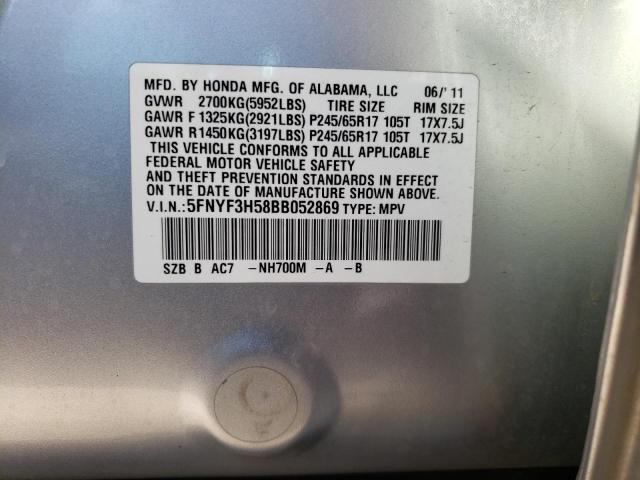 MFD. BY HONDA MFG. OF ALABAMA, LLC 06/'11
GVWR 2700KG(5952LBS) TIRE SIZE RIM SIZE
GAWR F 1325KG(2921LBS) P245/65R17 105T 17X7.5J
GAWR R1450KG(3197LBS) P245/65R17 105T 17X7.5J
THIS VEHICLE CONFORMS TO ALL APPLICABLE
FEDERAL MOTOR VEHICLE SAFETY
AND THEFT PREVENTION STANDARDS IN EFFECT
ON THE DATE OF MANUFACTURE SHOWN ABOVE.
V.I.N.:5FNYF3H58BB052869 TYPE: MPV
SZB B AC7 -NH700M -A -B